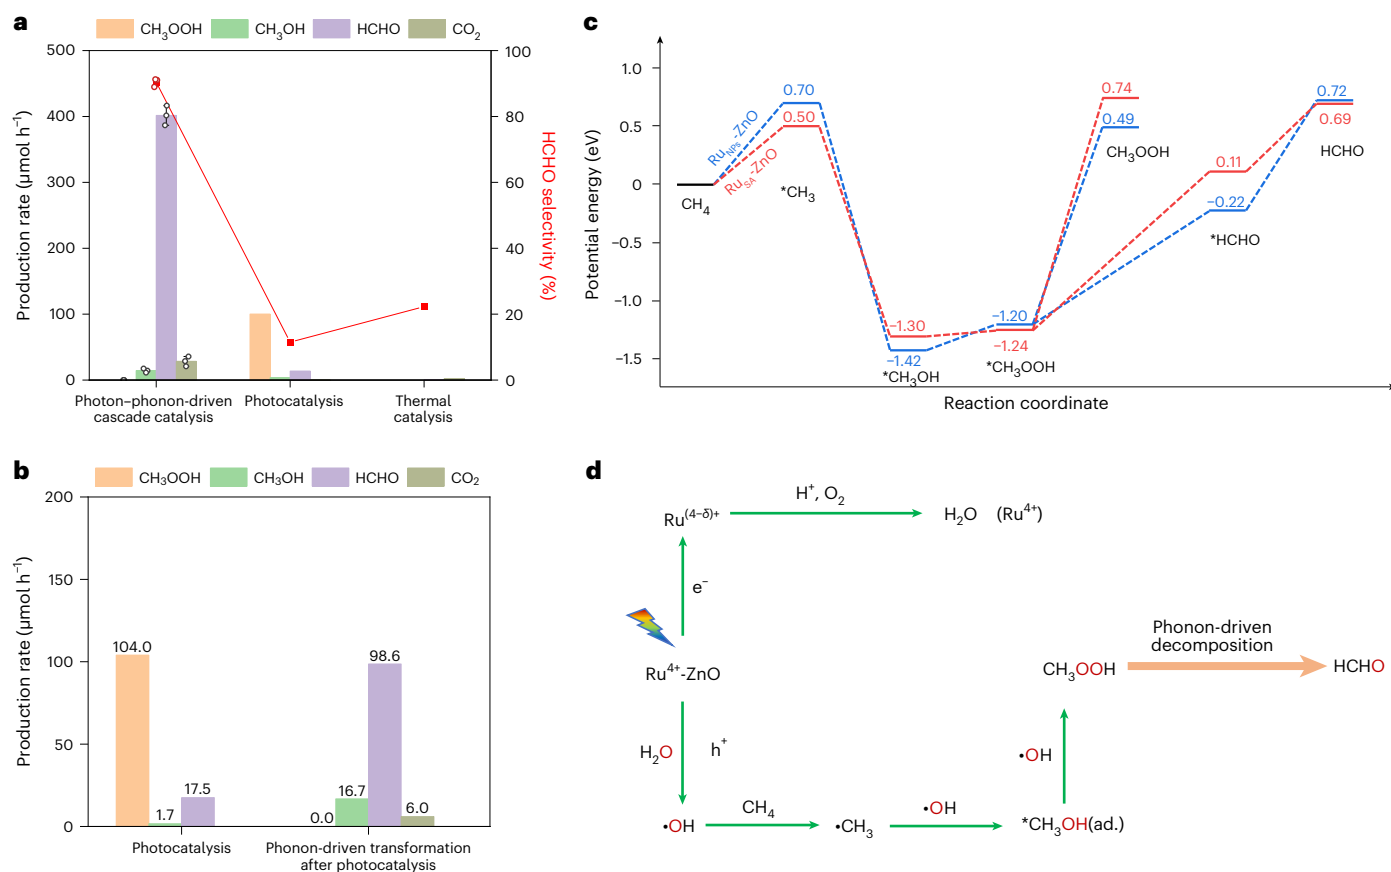 a
CH₃OOH CH₃OH HCHO CO₂
500
400
300
200
100
0
Production rate (µmol h⁻¹)
100
80
60
40
20
0
HCHO selectivity (%)
Photon–phonon-driven
cascade catalysis
Photocatalysis
Thermal
catalysis
b
CH₃OOH CH₃OH HCHO CO₂
200
150
100
50
0
Production rate (µmol h⁻¹)
104.0
1.7
17.5
0.0
16.7
98.6
6.0
Photocatalysis
Phonon-driven transformation
after photocatalysis
c
1.0
0.5
0
−0.5
−1.0
−1.5
Potential energy (eV)
Reaction coordinate
CH₄
Ru_NPs-ZnO
Ru_SA-ZnO
0.70
0.50
*CH₃
−1.30
−1.42
*CH₃OH
−1.20
−1.24
*CH₃OOH
0.74
0.49
CH₃OOH
0.11
−0.22
*HCHO
0.72
0.69
HCHO
d
Ru⁽⁴⁻ᵟ⁾⁺
H⁺, O₂
H₂O (Ru⁴⁺)
e⁻
Ru⁴⁺-ZnO
H₂O
h⁺
•OH
CH₄
•CH₃
•OH
*CH₃OH(ad.)
•OH
CH₃OOH
Phonon-driven
decomposition
HCHO